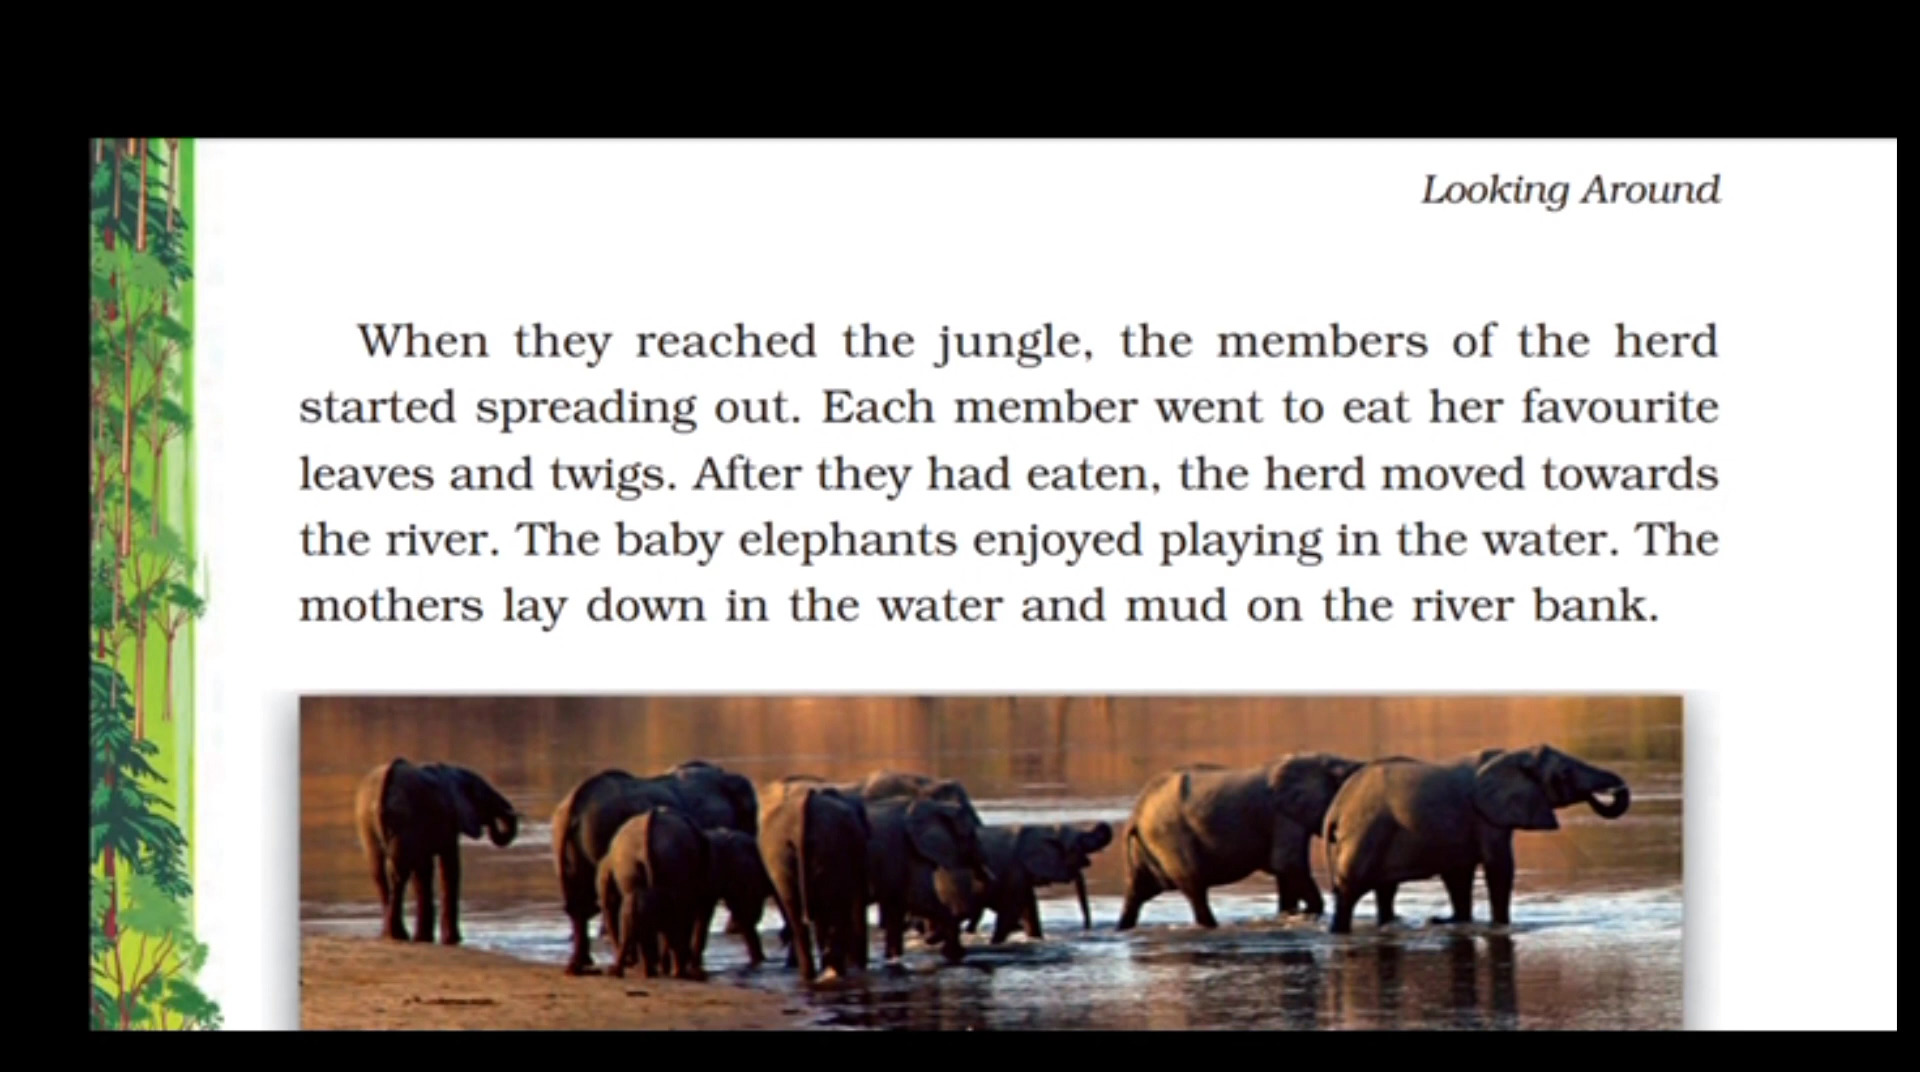 Looking Around
When they reached the jungle, the members of the herd
started spreading out. Each member went to eat her favourite
leaves and twigs. After they had eaten, the herd moved towards
the river. The baby elephants enjoyed playing in the water. The
mothers lay down in the water and mud on the river bank.